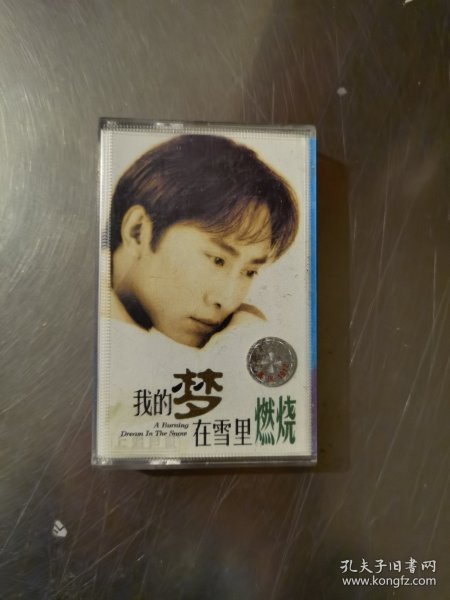 我的梦
A Burning
Dream In The Snow
在雪里燃烧
孔夫子旧书网
www.kongfz.com